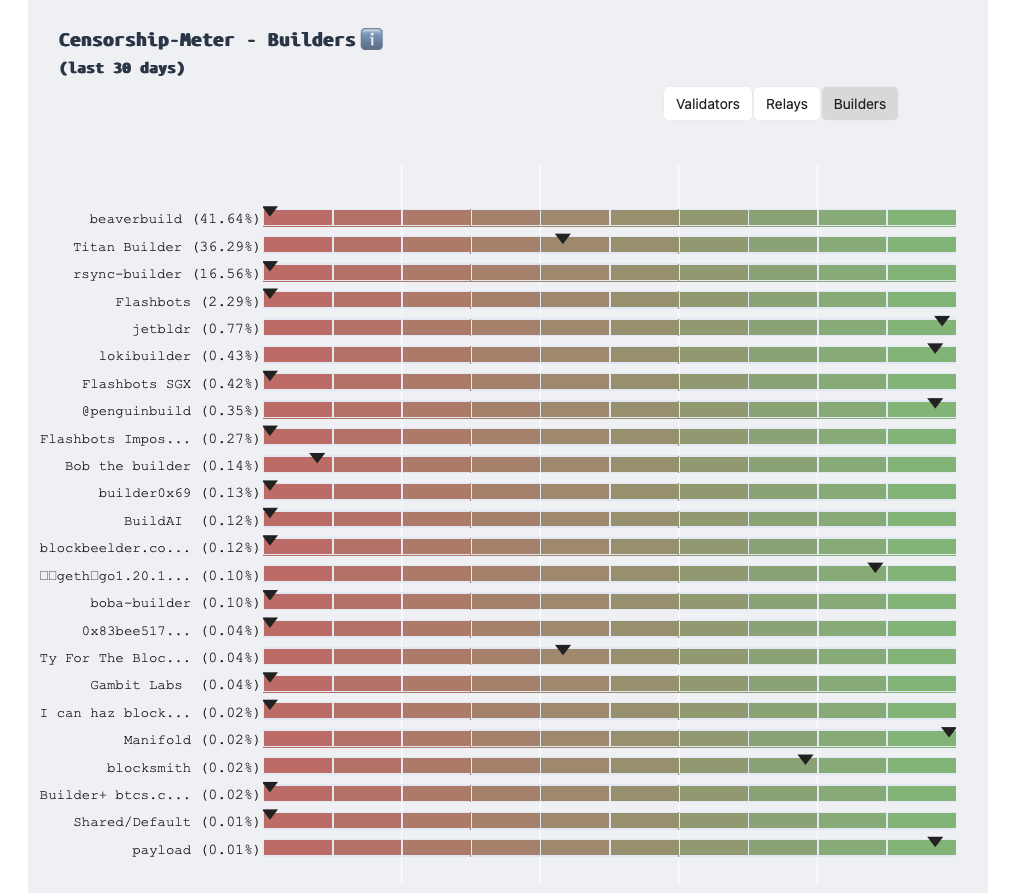 Censorship-Meter - Builders ℹ️
(last 30 days)
Validators Relays Builders
beaverbuild (41.64%)
Titan Builder (36.29%)
rsync-builder (16.56%)
Flashbots (2.29%)
jetbldr (0.77%)
lokibuilder (0.43%)
Flashbots SGX (0.42%)
@penguinbuild (0.35%)
Flashbots Impos... (0.27%)
Bob the builder (0.14%)
builder0x69 (0.13%)
BuildAI (0.12%)
blockbeelder.co... (0.12%)
□□geth□go1.20.1... (0.10%)
boba-builder (0.10%)
0x83bee517... (0.04%)
Ty For The Bloc... (0.04%)
Gambit Labs (0.04%)
I can haz block... (0.02%)
Manifold (0.02%)
blocksmith (0.02%)
Builder+ btcs.c... (0.02%)
Shared/Default (0.01%)
payload (0.01%)